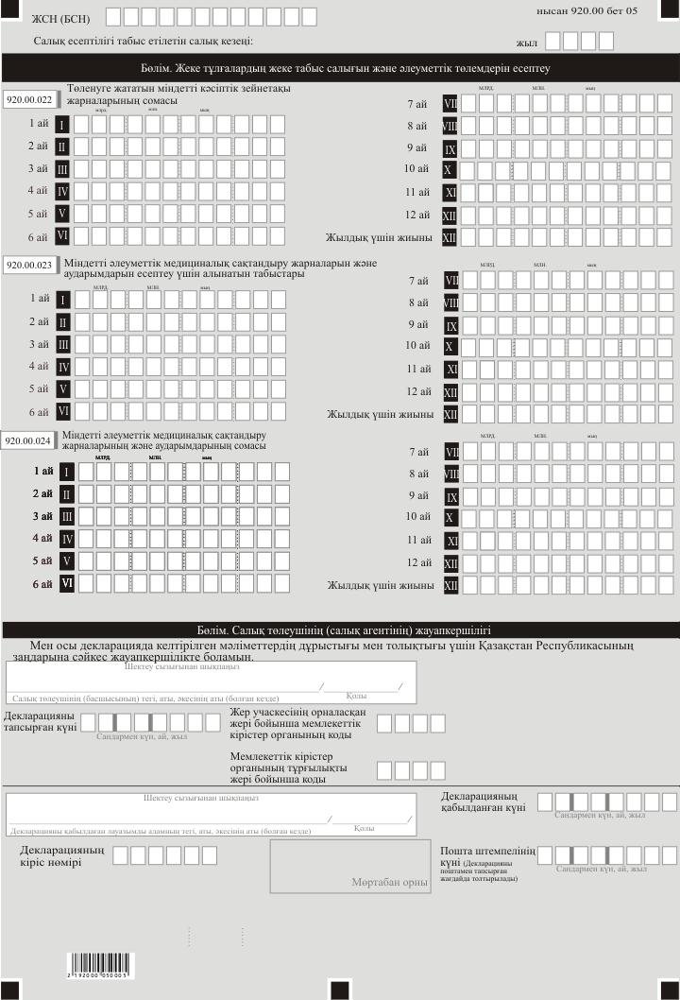 нысан 920.00 бет 05
ЖСН (БСН)
Салық есептілігі табыс етілетін салық кезеңі:
жыл
Бөлім. Жеке тұлғалардың жеке табыс салығын және әлеуметтік төлемдерін есептеу
920.00.022
Төленуге жататын міндетті кәсіптік зейнетақы
жарналарының сомасы
млрд. млн. мың
1 ай I
2 ай II
3 ай III
4 ай IV
5 ай V
6 ай VI
МЛРД. МЛН. мың
7 ай VII
8 ай VIII
9 ай IX
10 ай X
11 ай XI
12 ай XII
Жылдық үшін жиыны XII
920.00.023
Міндетті әлеуметтік медициналық сақтандыру жарналарын және
аударымдарын есептеу үшін алынатын табыстары
МЛРД. МЛН. мың
1 ай I
2 ай II
3 ай III
4 ай IV
5 ай V
6 ай VI
МЛРД. МЛН. мың
7 ай VII
8 ай VIII
9 ай IX
10 ай X
11 ай XI
12 ай XII
Жылдық үшін жиыны XII
920.00.024
Міндетті әлеуметтік медициналық сақтандыру
жарналарының және аударымдарының сомасы
МЛРД. МЛН. мың
1 ай I
2 ай II
3 ай III
4 ай IV
5 ай V
6 ай VI
МЛРД. МЛН. мың
7 ай VII
8 ай VIII
9 ай IX
10 ай X
11 ай XI
12 ай XII
Жылдық үшін жиыны XII
Бөлім. Салық төлеушінің (салық агентінің) жауапкершілігі
Мен осы декларацияда келтірілген мәліметтердің дұрыстығы мен толықтығы үшін Қазақстан Республикасының
заңдарына сәйкес жауапкершілікте боламын.
Шектеу сызығынан шықпаңыз
/ /
Салық төлеушінің (басшысының) тегі, аты, әкесінің аты (болған кезде) Қолы
Декларацияны
тапсырған күні
Сандармен күн, ай, жыл
Жер учаскесінің орналасқан
жері бойынша мемлекеттік
кірістер органының коды
Мемлекеттік кірістер
органының тұрғылықты
жері бойынша коды
Шектеу сызығынан шықпаңыз
/ /
Декларацияны қабылдаған лауазымды адамның тегі, аты, әкесінің аты (болған кезде) Қолы
Декларацияның
қабылданған күні
Сандармен күн, ай, жыл
Декларацияның
кіріс нөмірі
Мөртабан орны
Пошта штемпелінің
күні (Декларацияны
поштамен тапсырған
жағдайда толтырылады)
Сандармен күн, ай, жыл
2 192000 050005